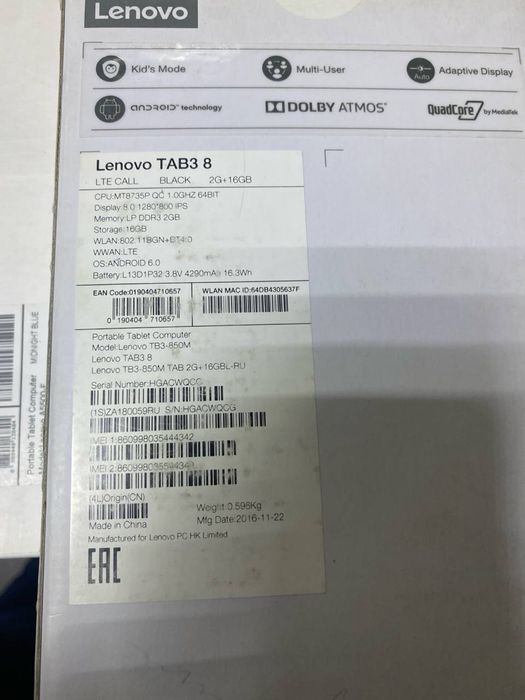 Lenovo
Kid's Mode
Multi-User
Auto
Adaptive Display
ANDROID technology
DOLBY ATMOS
QuadCore by MediaTek
Lenovo TAB3 8
LTE CALL BLACK 2G+16GB
CPU:MT8735P QC 1.0GHZ 64BIT
Display:8.0 1280*800 IPS
Memory:LP DDR3 2GB
Storage:16GB
WLAN:802.11BGN+BT4.0
WWAN:LTE
OS:ANDROID 6.0
Battery:L13D1P32 3.8V 4290mAh 16.3Wh
EAN Code:0190404710657
WLAN MAC ID:64DB4305637F
0 190404 710657
Portable Tablet Computer
Model:Lenovo TB3-850M
Lenovo TAB3 8
Lenovo TB3-850M TAB 2G+16GBL-RU
Serial Number:
(1S)ZA180059RU
IMEI 1:860998035444342
IMEI 2:
(4L)Origin(CN)
Made in China
Weight:0.596Kg
Mfg Date:2016-11-22
Manufactured for Lenovo PC HK Limited
EAC
Portable Tablet Computer MIDNIGHT BLUE